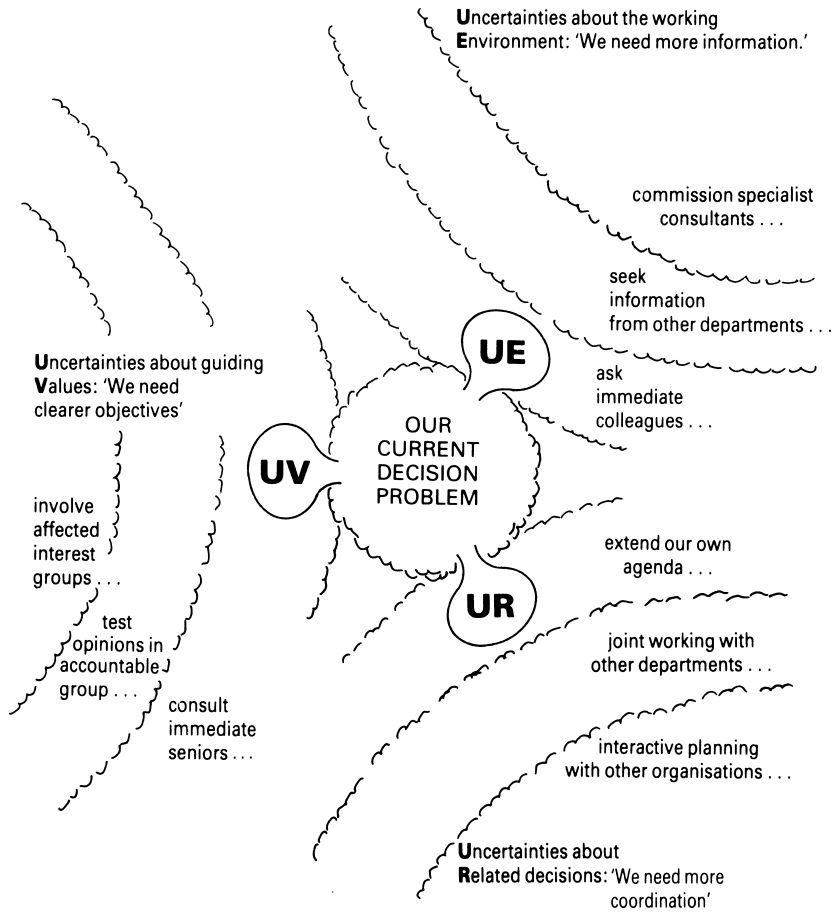 Uncertainties about the working
Environment: 'We need more information.'
commission specialist
consultants . . .
seek
information
from other departments . . .
ask
immediate
colleagues . . .
UE
OUR
CURRENT
DECISION
PROBLEM
Uncertainties about guiding
Values: 'We need
clearer objectives'
UV
involve
affected
interest
groups . . .
test
opinions in
accountable
group . . .
consult
immediate
seniors . . .
UR
extend our own
agenda . . .
joint working with
other departments . . .
interactive planning
with other organisations . . .
Uncertainties about
Related decisions: 'We need more
coordination'